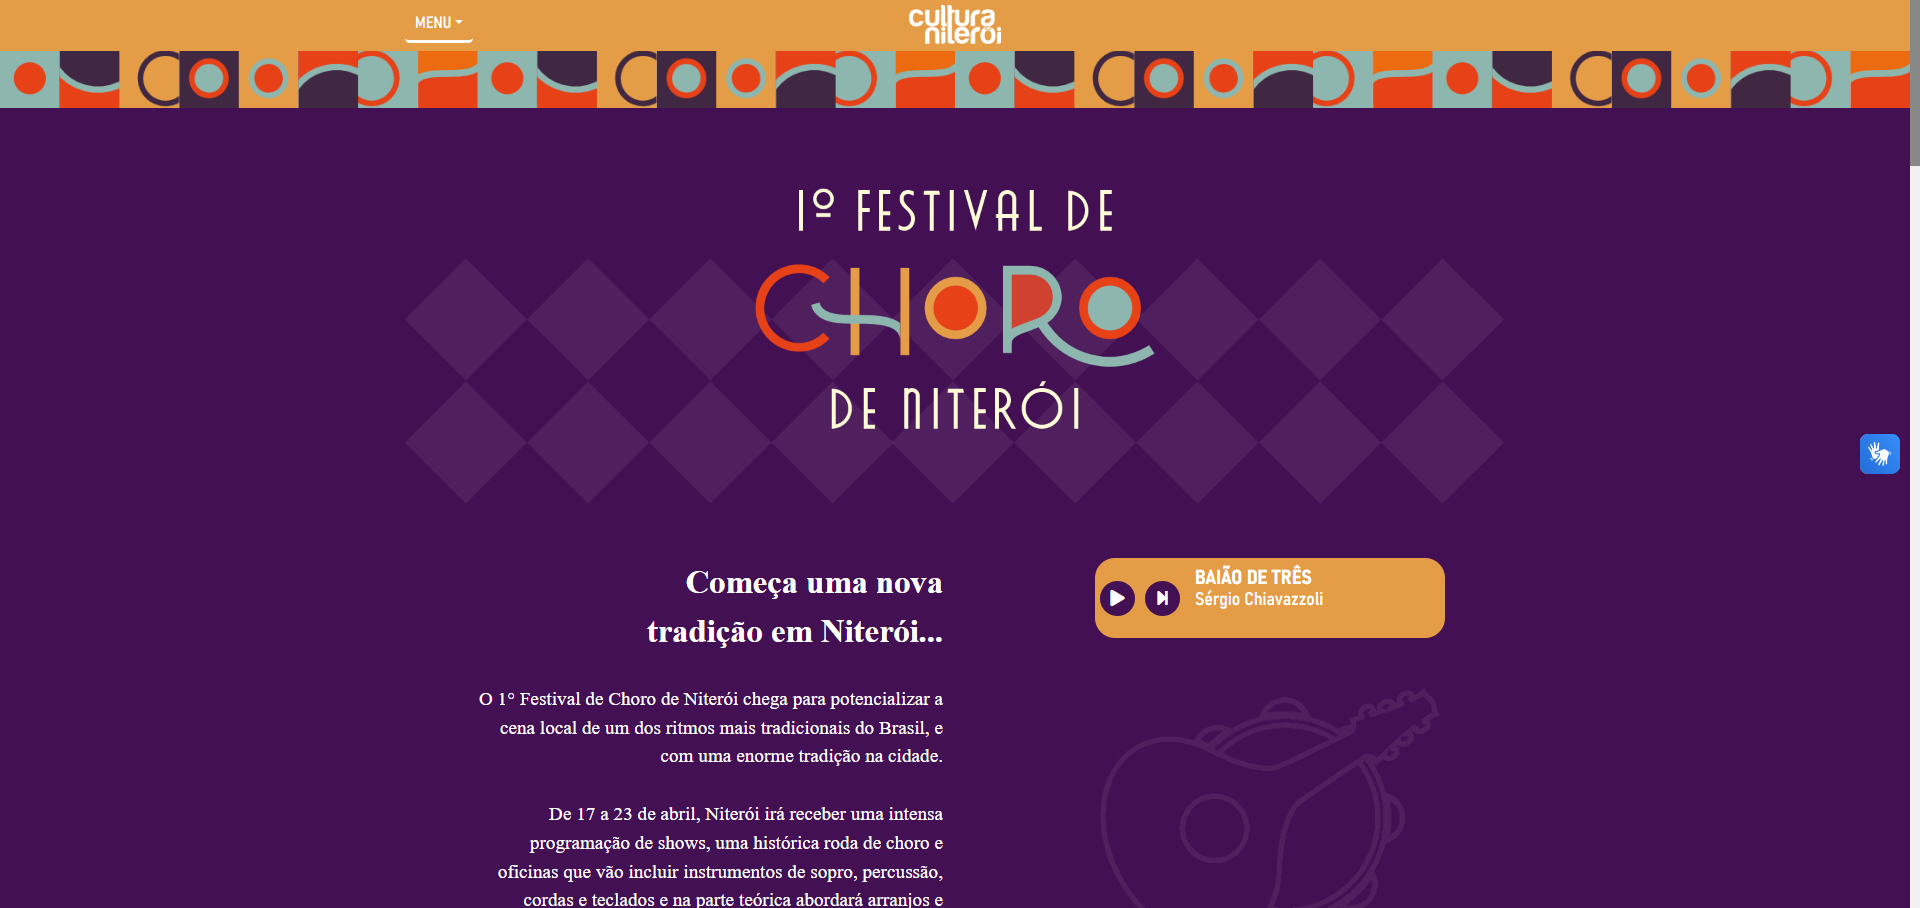 MENU
cultura
niterói
1º FESTIVAL DE
CHORO
DE NITERÓI
Começa uma nova
tradição em Niterói...
BAIÃO DE TRÊS
Sérgio Chiavazzoli
O 1° Festival de Choro de Niterói chega para potencializar a
cena local de um dos ritmos mais tradicionais do Brasil, e
com uma enorme tradição na cidade.
De 17 a 23 de abril, Niterói irá receber uma intensa
programação de shows, uma histórica roda de choro e
oficinas que vão incluir instrumentos de sopro, percussão,
cordas e teclados e na parte teórica abordará arranjos e